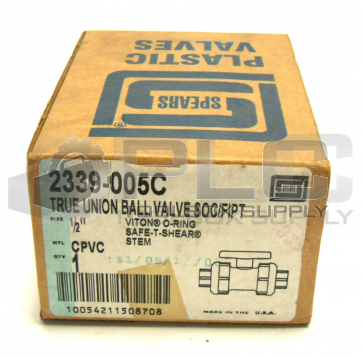 PLASTIC
VALVES
SPEARS
2339-005C
TRUE UNION BALL VALVE SOC/FIPT
SIZE 1/2" VITON® O-RING
SAFE-T-SHEAR®
STEM
MTL CPVC
QTY 1
MADE IN THE U.S.A.
10054211508708
PLC
SUPPLY